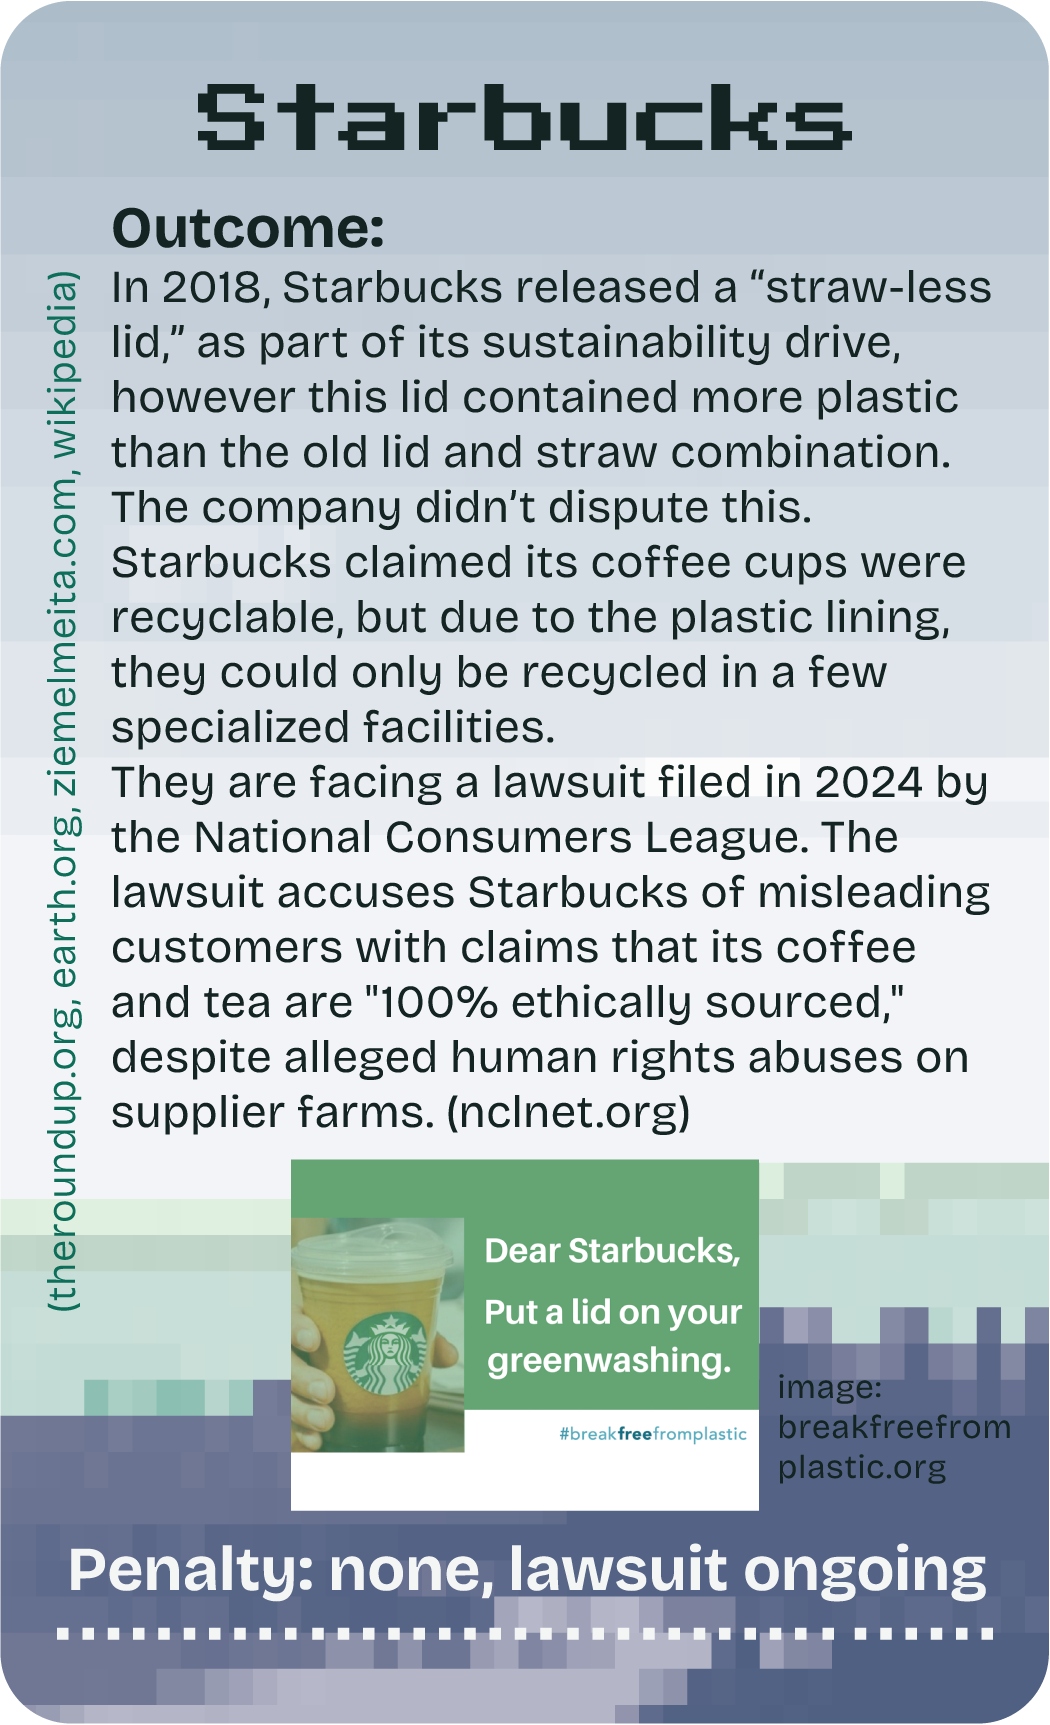 Starbucks
Outcome:
In 2018, Starbucks released a “straw-less
lid,” as part of its sustainability drive,
however this lid contained more plastic
than the old lid and straw combination.
The company didn’t dispute this.
Starbucks claimed its coffee cups were
recyclable, but due to the plastic lining,
they could only be recycled in a few
specialized facilities.
They are facing a lawsuit filed in 2024 by
the National Consumers League. The
lawsuit accuses Starbucks of misleading
customers with claims that its coffee
and tea are "100% ethically sourced,"
despite alleged human rights abuses on
supplier farms. (nclnet.org)
(theroundup.org, earth.org, ziemelmeita.com, wikipedia)
Dear Starbucks,
Put a lid on your
greenwashing.
#breakfreefromplastic
image:
breakfreefrom
plastic.org
Penalty: none, lawsuit ongoing